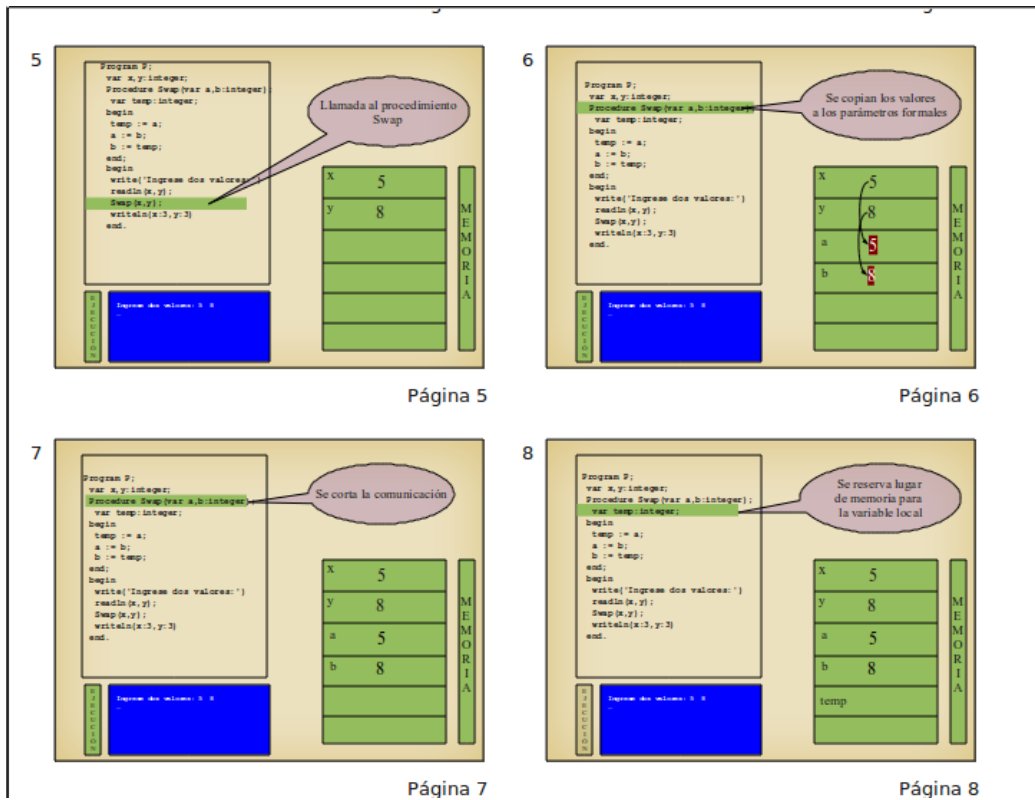 5
Program P;
var x,y:integer;
Procedure Swap(var a,b:integer);
var temp:integer;
begin
temp := a;
a := b;
b := temp;
end;
begin
write('Ingrese dos valores: ')
readln(x,y);
Swap(x,y);
writeln(x:3,y:3)
end.
Llamada al procedimiento
Swap
x 5
y 8
MEMORIA
EJECUCIÓN
Ingrese dos valores: 5 8
_
Página 5
6
Program P;
var x,y:integer;
Procedure Swap(var a,b:integer);
var temp:integer;
begin
temp := a;
a := b;
b := temp;
end;
begin
write('Ingrese dos valores:')
readln(x,y);
Swap(x,y);
writeln(x:3,y:3)
end.
Se copian los valores
a los parámetros formales
x 5
y 8
a 5
b 8
MEMORIA
EJECUCIÓN
Ingrese dos valores: 5 8
_
Página 6
7
Program P;
var x,y:integer;
Procedure Swap(var a,b:integer);
var temp:integer;
begin
temp := a;
a := b;
b := temp;
end;
begin
write('Ingrese dos valores:')
readln(x,y);
Swap(x,y);
writeln(x:3,y:3)
end.
Se corta la comunicación
x 5
y 8
a 5
b 8
MEMORIA
EJECUCIÓN
Ingrese dos valores: 5 8
_
Página 7
8
Program P;
var x,y:integer;
Procedure Swap(var a,b:integer);
var temp:integer;
begin
temp := a;
a := b;
b := temp;
end;
begin
write('Ingrese dos valores:')
readln(x,y);
Swap(x,y);
writeln(x:3,y:3)
end.
Se reserva lugar
de memoria para
la variable local
x 5
y 8
a 5
b 8
temp
MEMORIA
EJECUCIÓN
Ingrese dos valores: 5 8
_
Página 8